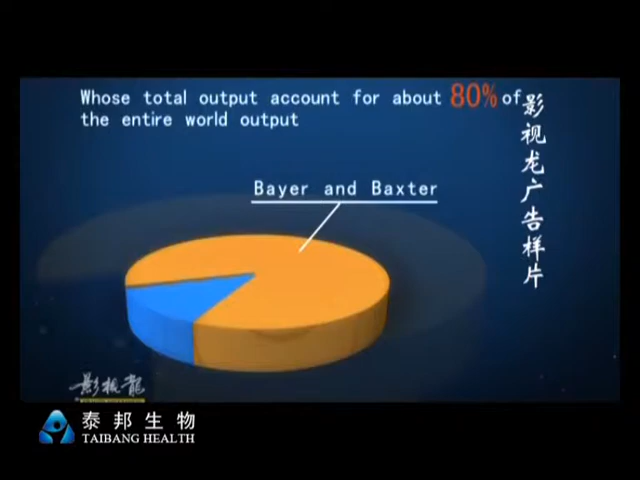 Whose total output account for about 80% of
the entire world output
影视龙广告样片
Bayer and Baxter
影视龍
泰邦生物
TAIBANG HEALTH